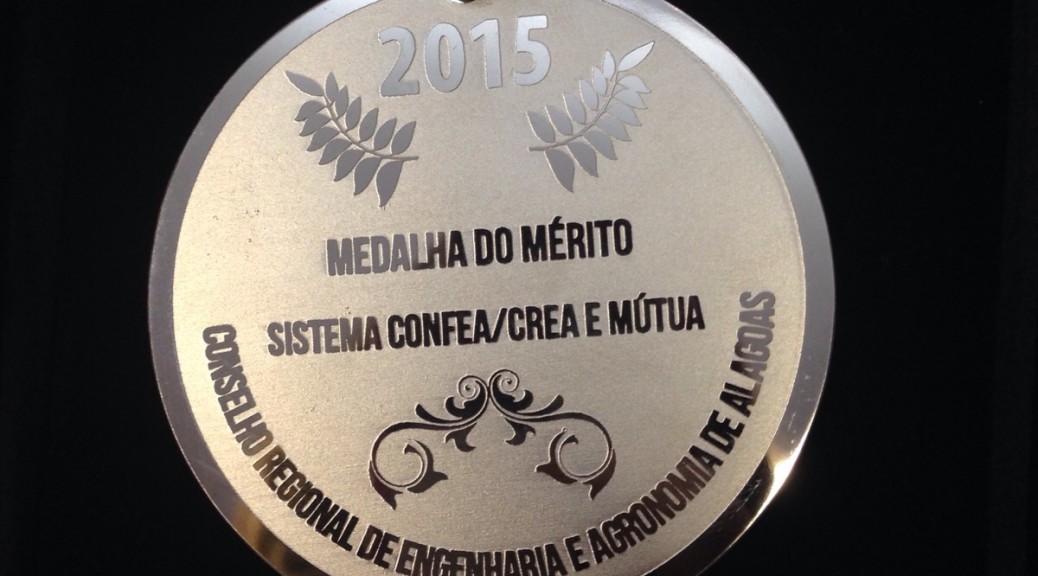 2015
MEDALHA DO MÉRITO
SISTEMA CONFEA/CREA E MÚTUA
CONSELHO REGIONAL DE ENGENHARIA E AGRONOMIA DE ALAGOAS